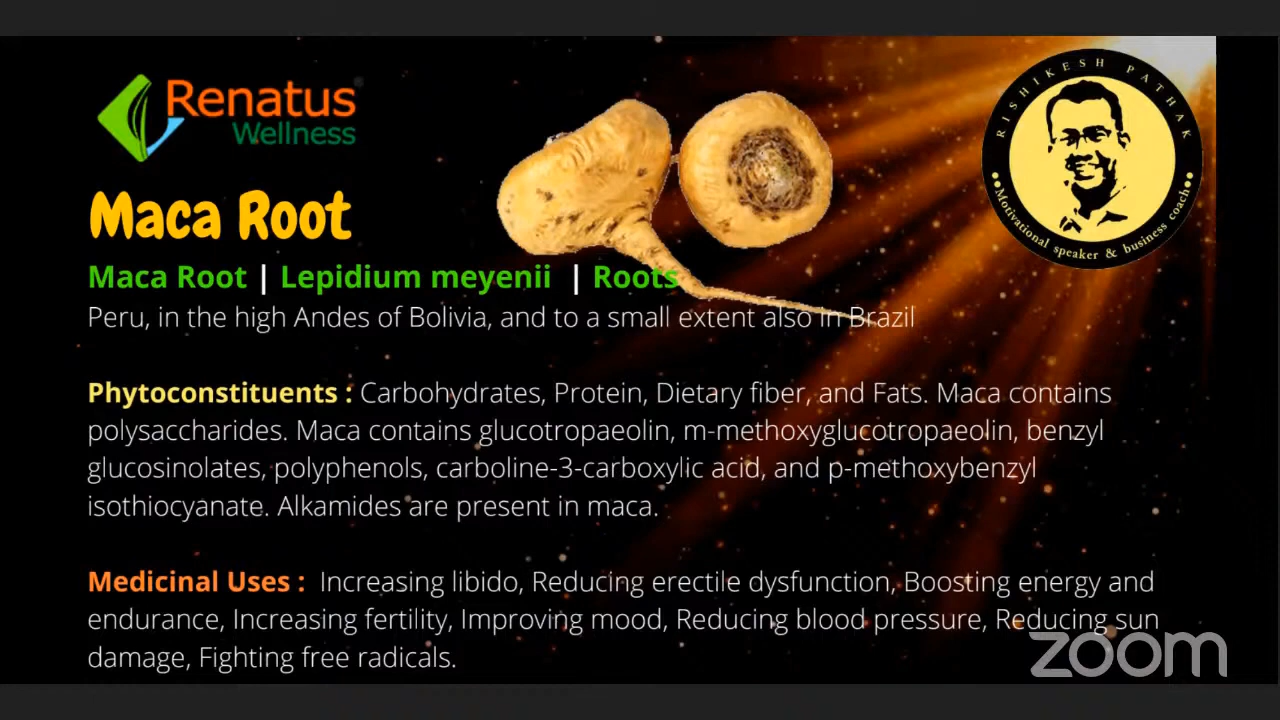 Renatus
Wellness
RISHIKESH PATHAK
Motivational speaker & business coach
Maca Root
Maca Root | Lepidium meyenii | Roots
Peru, in the high Andes of Bolivia, and to a small extent also in Brazil
Phytoconstituents : Carbohydrates, Protein, Dietary fiber, and Fats. Maca contains
polysaccharides. Maca contains glucotropaeolin, m-methoxyglucotropaeolin, benzyl
glucosinolates, polyphenols, carboline-3-carboxylic acid, and p-methoxybenzyl
isothiocyanate. Alkamides are present in maca.
Medicinal Uses : Increasing libido, Reducing erectile dysfunction, Boosting energy and
endurance, Increasing fertility, Improving mood, Reducing blood pressure, Reducing sun
damage, Fighting free radicals.
zoom